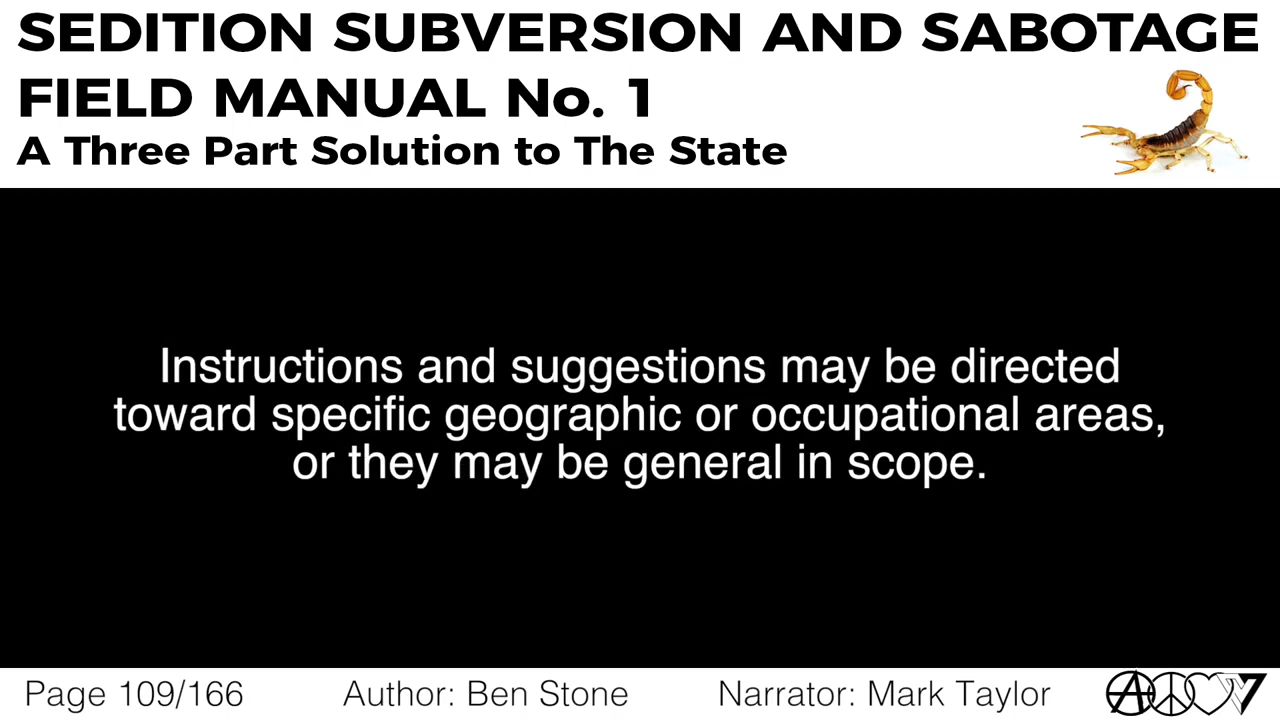 SEDITION SUBVERSION AND SABOTAGE
FIELD MANUAL No. 1
A Three Part Solution to The State
Instructions and suggestions may be directed
toward specific geographic or occupational areas,
or they may be general in scope.
Page 109/166 Author: Ben Stone Narrator: Mark Taylor